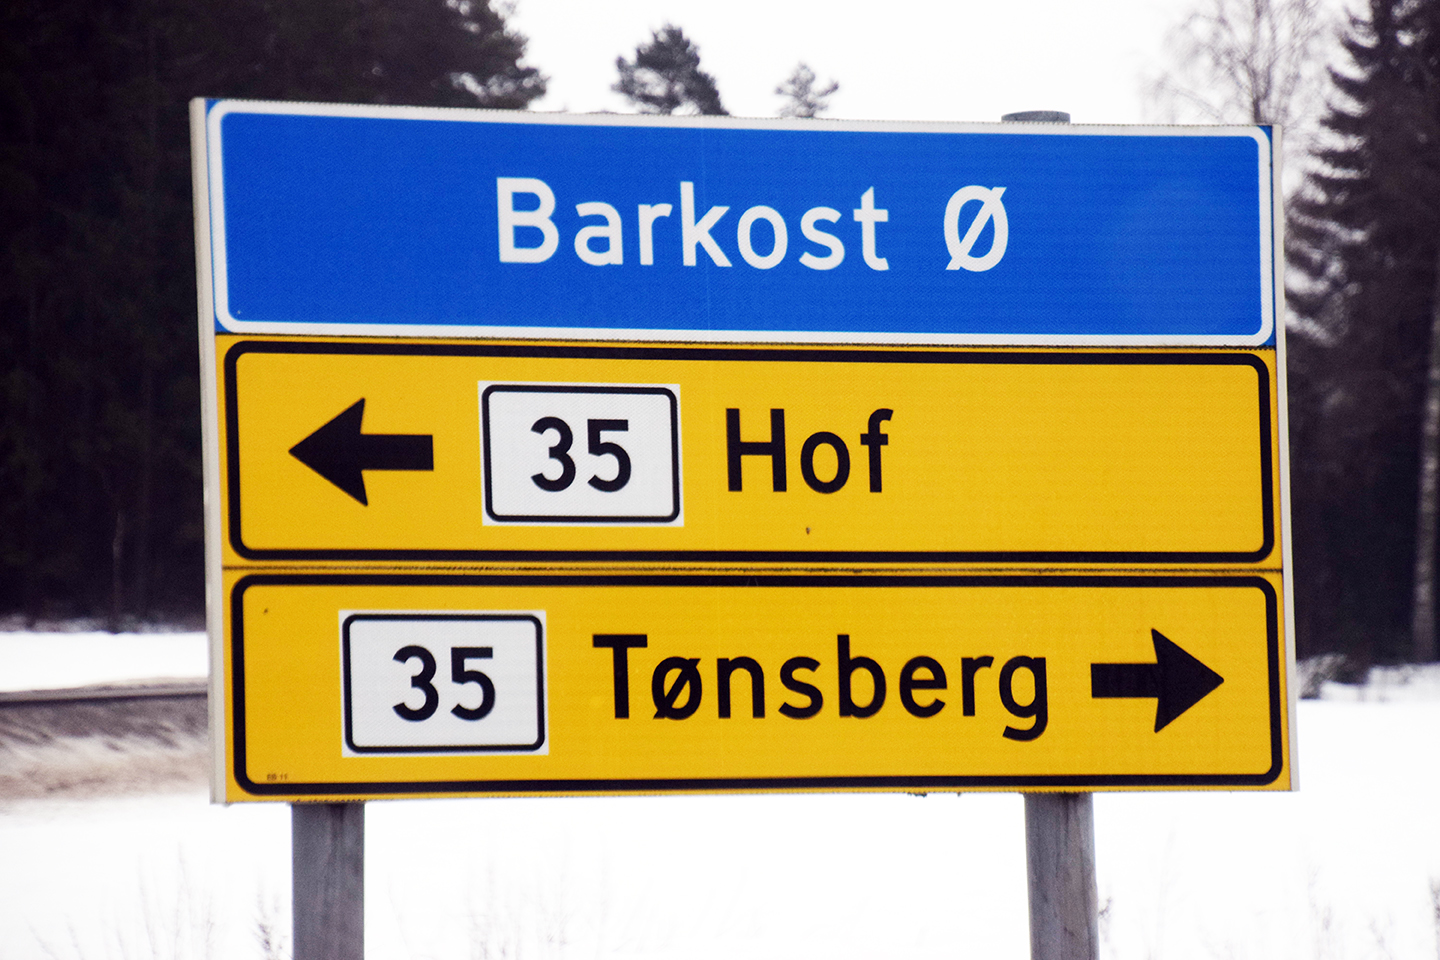 Barkost Ø
35 Hof
35 Tønsberg